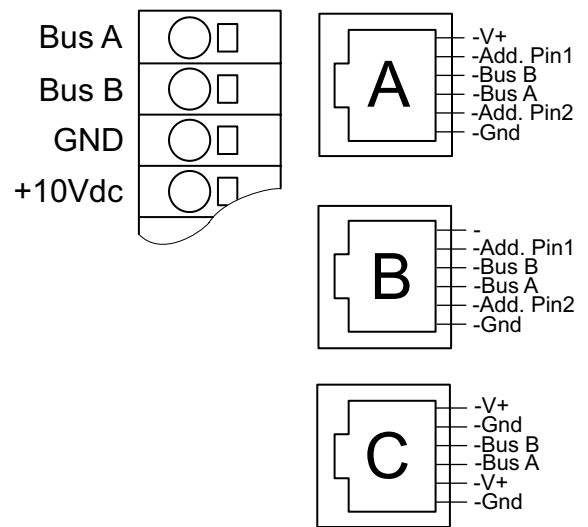 Bus A
Bus B
GND
+10Vdc
A
-V+
-Add. Pin1
-Bus B
-Bus A
-Add. Pin2
-Gnd
B
-
-Add. Pin1
-Bus B
-Bus A
-Add. Pin2
-Gnd
C
-V+
-Gnd
-Bus B
-Bus A
-V+
-Gnd